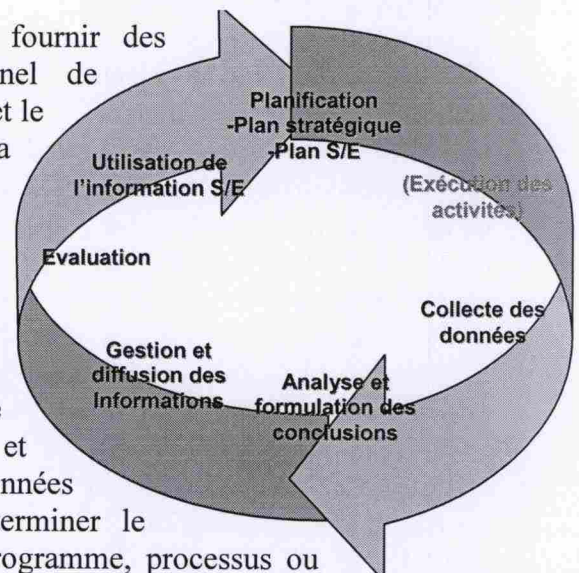 fournir des
nel de
et le
a
et
nnées
erminer le
rogramme, processus ou
Planification
-Plan stratégique
-Plan S/E
(Exécution des
activités)
Collecte des
données
Analyse et
formulation des
conclusions
Gestion et
diffusion des
Informations
Evaluation
Utilisation de
l'information S/E